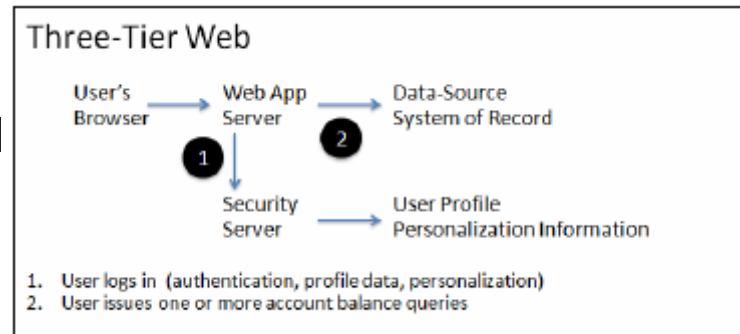 Three-Tier Web
User's Browser
Web App Server
Data-Source System of Record
1
2
Security Server
User Profile Personalization Information
1. User logs in (authentication, profile data, personalization)
2. User issues one or more account balance queries